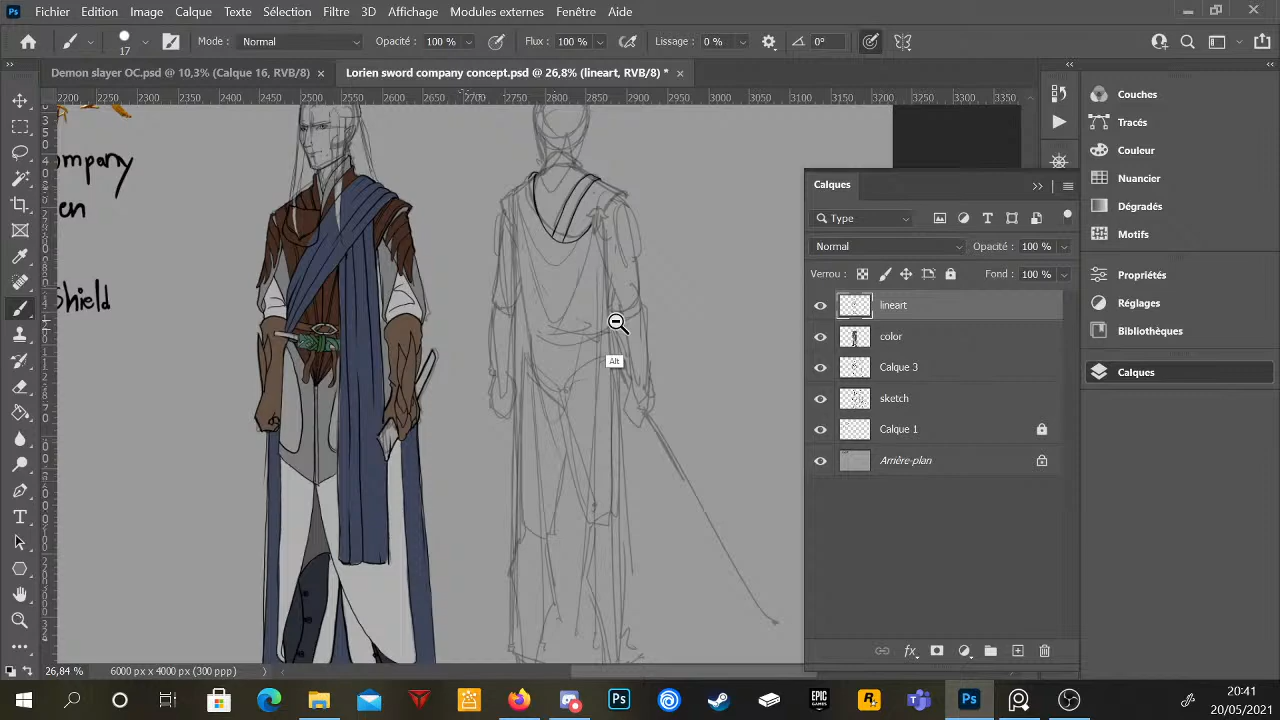 Fichier Edition Image Calque Texte Sélection Filtre 3D Affichage Modules externes Fenêtre Aide
17 Mode: Normal Opacité: 100 % Flux: 100 % Lissage: 0 % 0°
Demon slayer OC.psd @ 10,3% (Calque 16, RVB/8) × Lorien sword company concept.psd @ 26,8% (lineart, RVB/8) * ×
2200 2250 2300 2350 2400 2450 2500 2550 2600 2650 2700 2750 2800 2850 2900 2950 3000 3050 3100 3150 3200 3250 3300 3350
ompany
en
Shield
Alt
Calques
Type
Normal Opacité: 100 %
Verrou: Fond: 100 %
lineart
color
Calque 3
sketch
Calque 1
Arrière-plan
Couches
Tracés
Couleur
Nuancier
Dégradés
Motifs
Propriétés
Réglages
Bibliothèques
Calques
26,84 % 6000 px x 4000 px (300 ppp)
20:41
20/05/2021